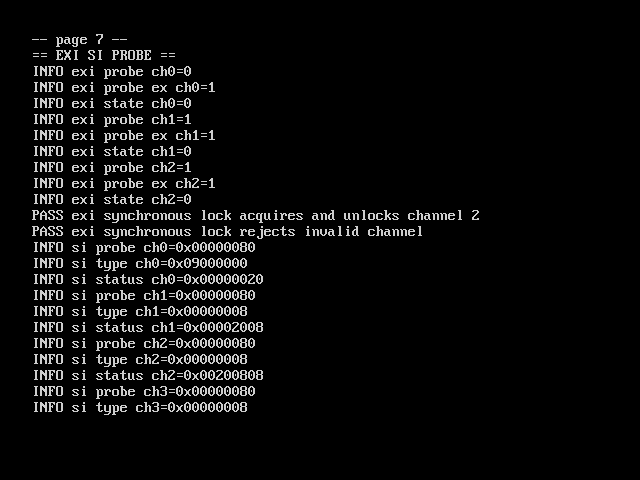 -- page 7 --
== EXI SI PROBE ==
INFO exi probe ch0=0
INFO exi probe ex ch0=1
INFO exi state ch0=0
INFO exi probe ch1=1
INFO exi probe ex ch1=1
INFO exi state ch1=0
INFO exi probe ch2=1
INFO exi probe ex ch2=1
INFO exi state ch2=0
PASS exi synchronous lock acquires and unlocks channel 2
PASS exi synchronous lock rejects invalid channel
INFO si probe ch0=0x00000080
INFO si type ch0=0x09000000
INFO si status ch0=0x00000020
INFO si probe ch1=0x00000080
INFO si type ch1=0x00000008
INFO si status ch1=0x00002008
INFO si probe ch2=0x00000080
INFO si type ch2=0x00000008
INFO si status ch2=0x00200808
INFO si probe ch3=0x00000080
INFO si type ch3=0x00000008